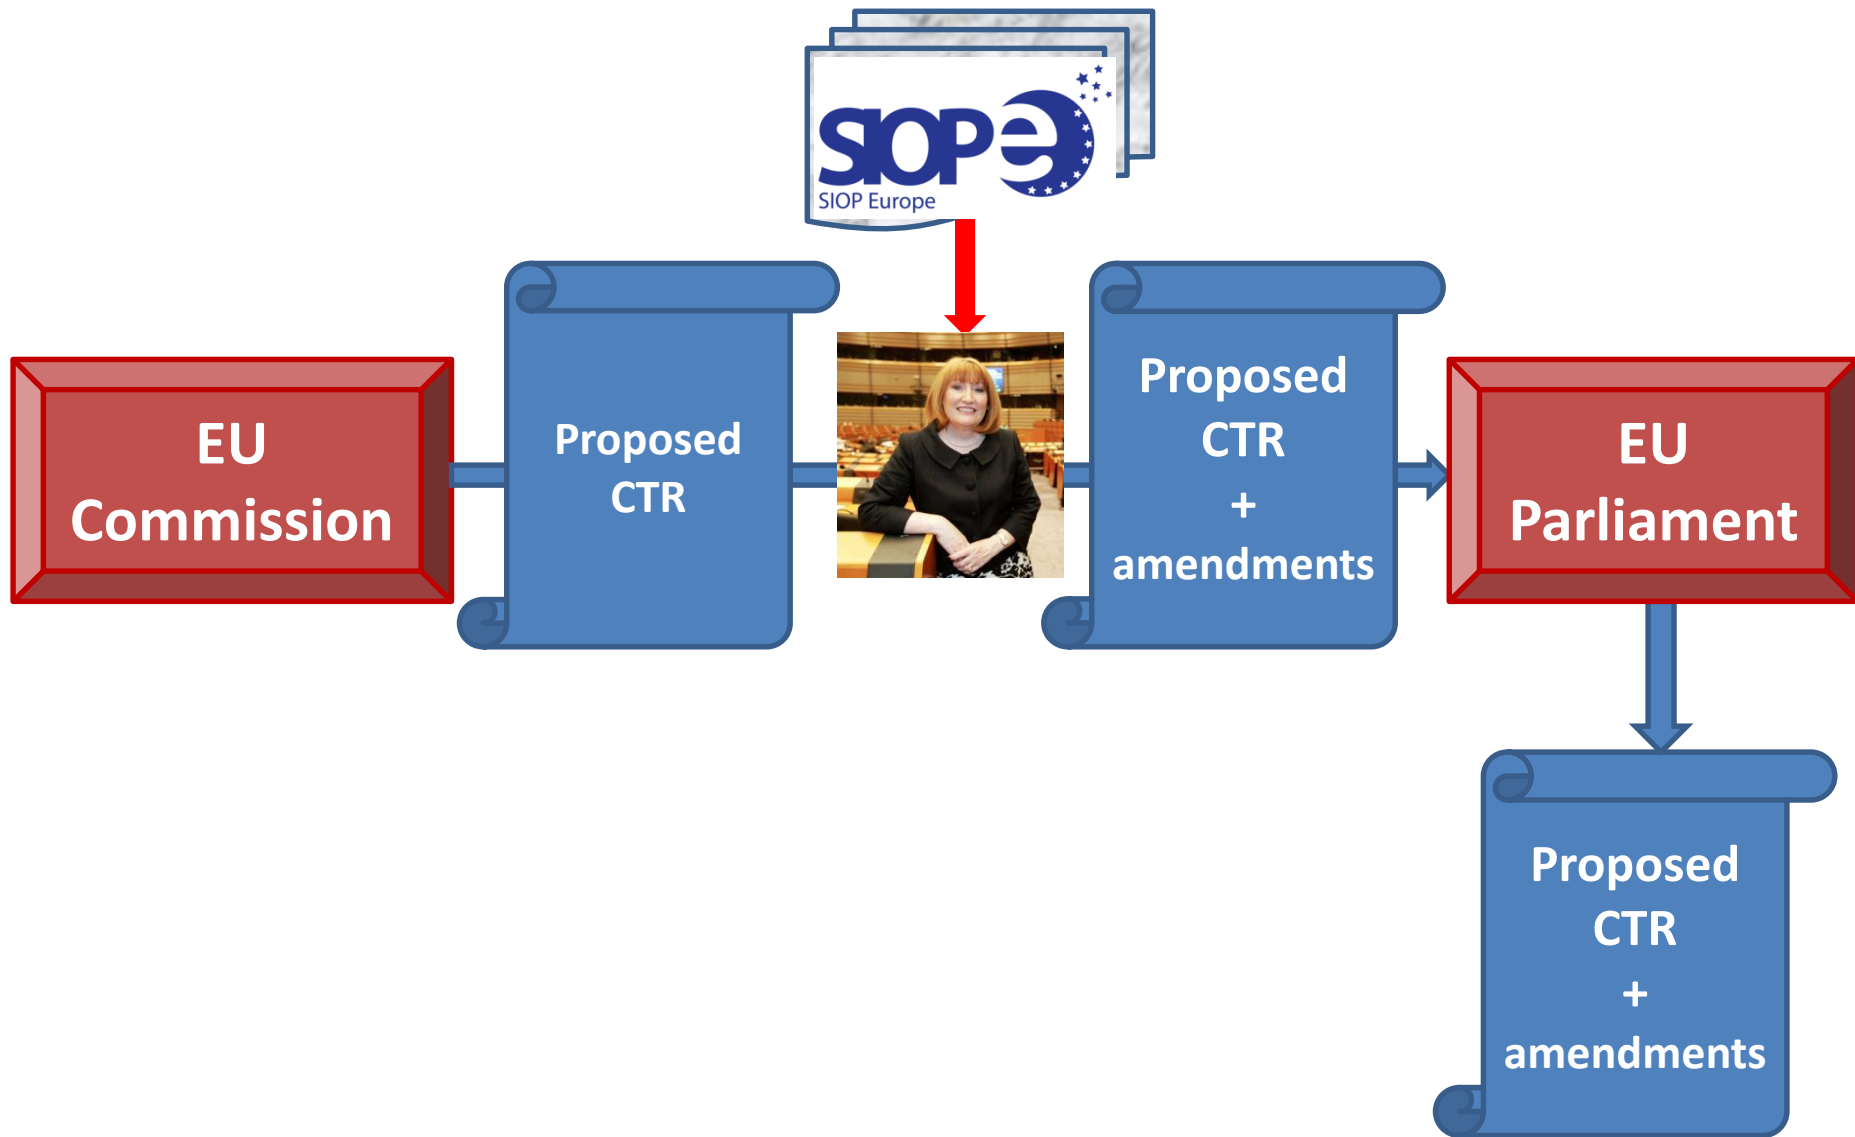 SIOPe
SIOP Europe
EU
Commission
Proposed
CTR
Proposed
CTR
+
amendments
EU
Parliament
Proposed
CTR
+
amendments